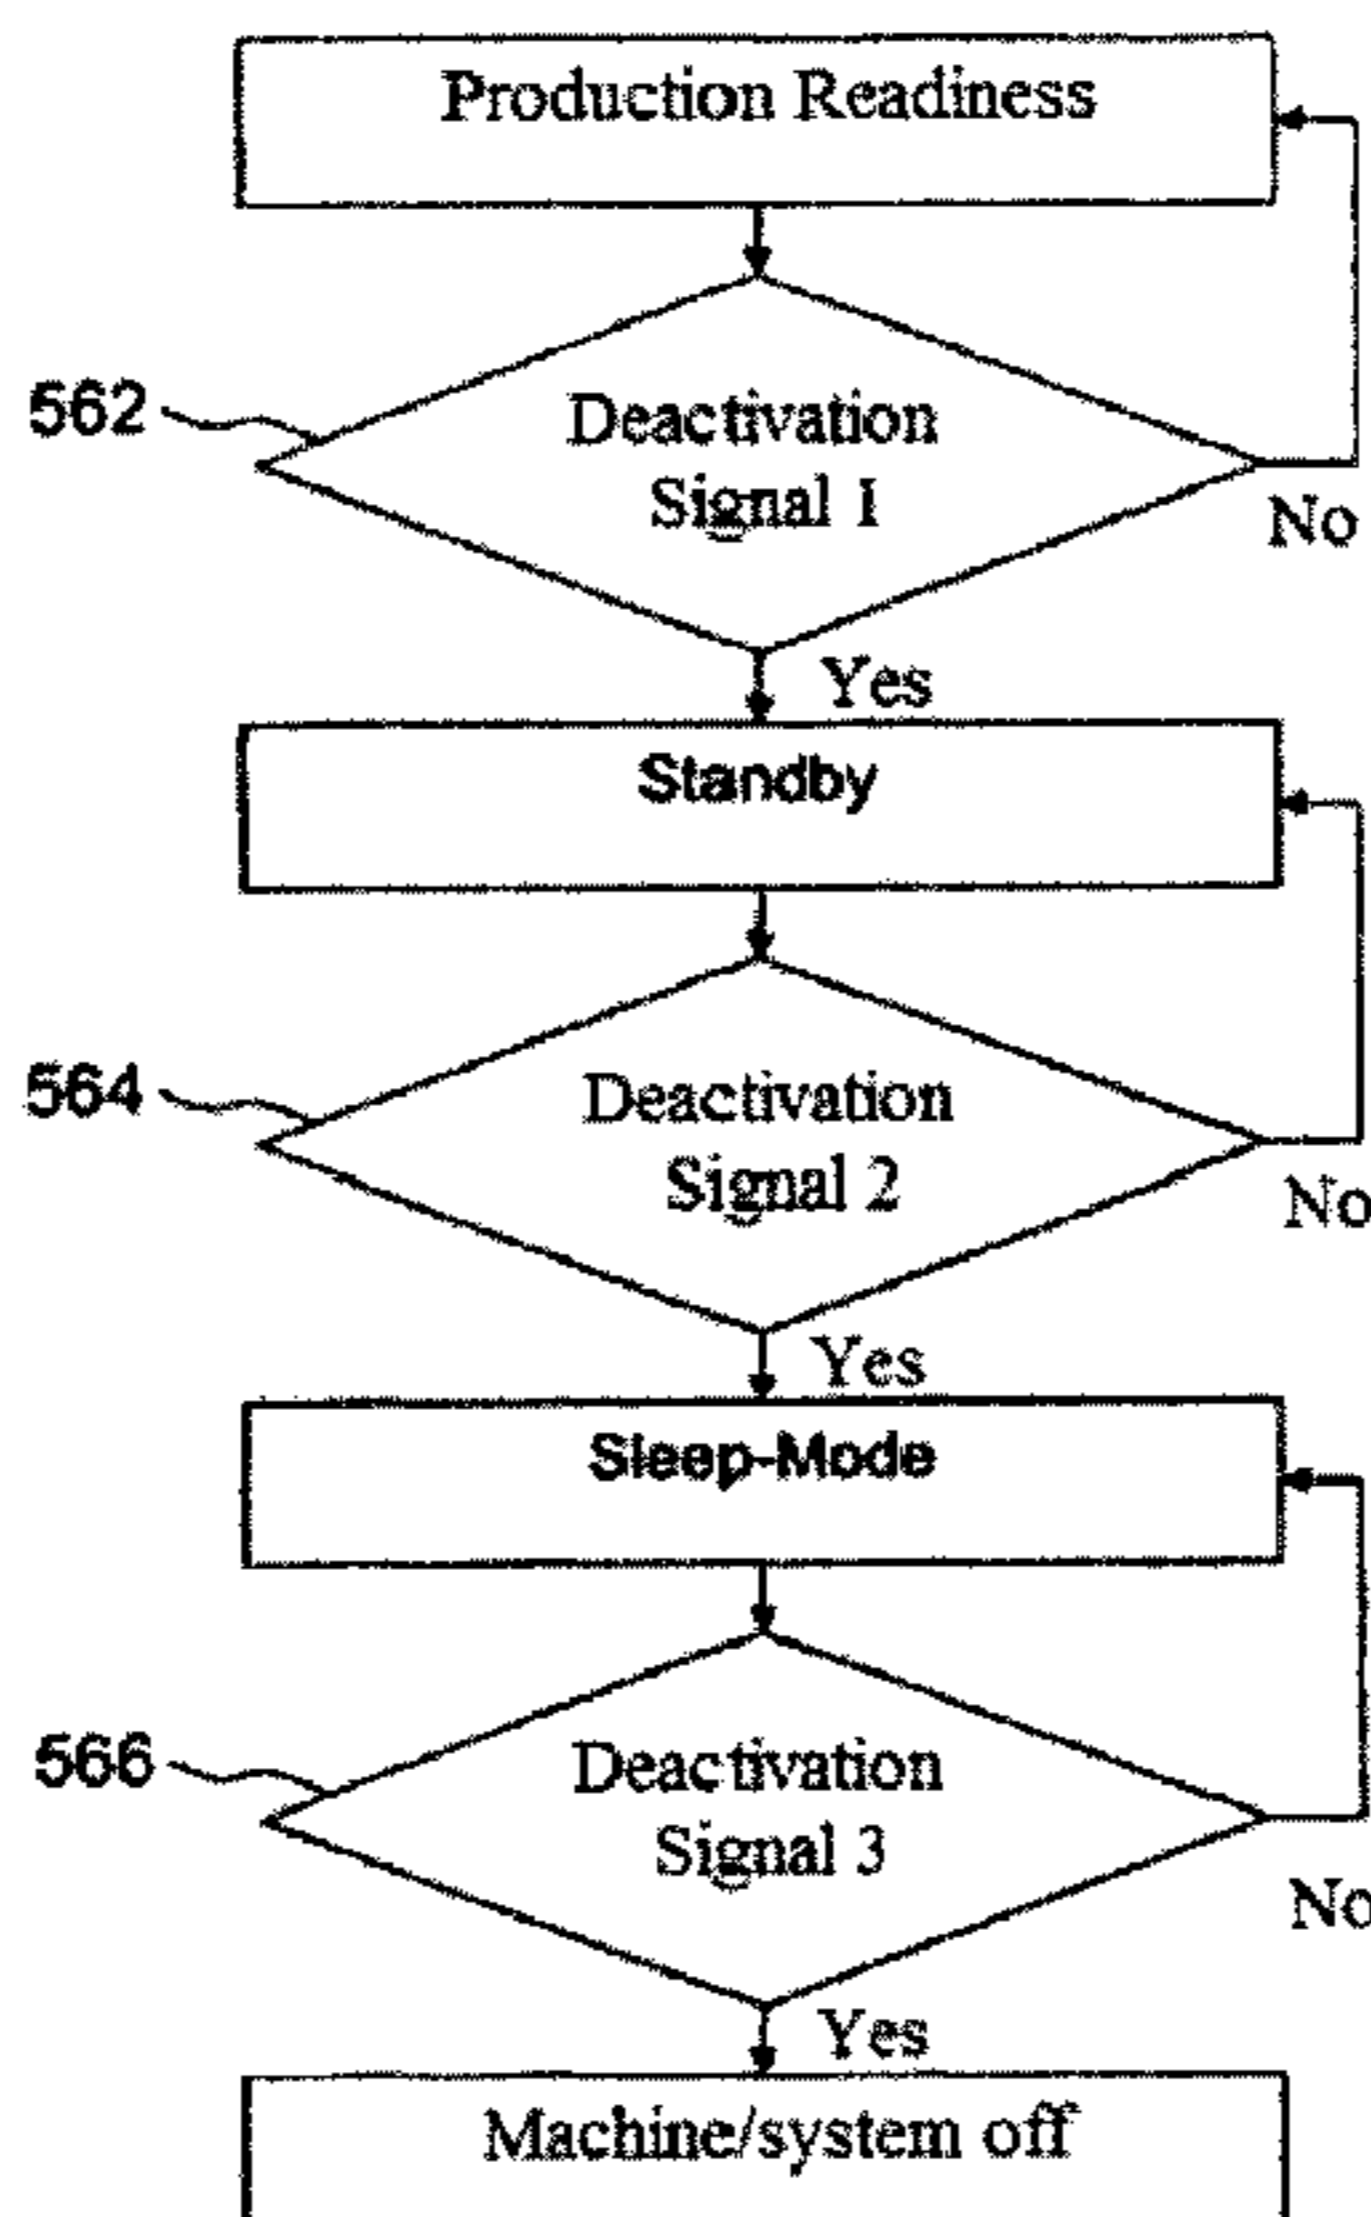 Production Readiness
562
Deactivation
Signal 1
No
Yes
Standby
564
Deactivation
Signal 2
No
Yes
Sleep-Mode
566
Deactivation
Signal 3
No
Yes
Machine/system off